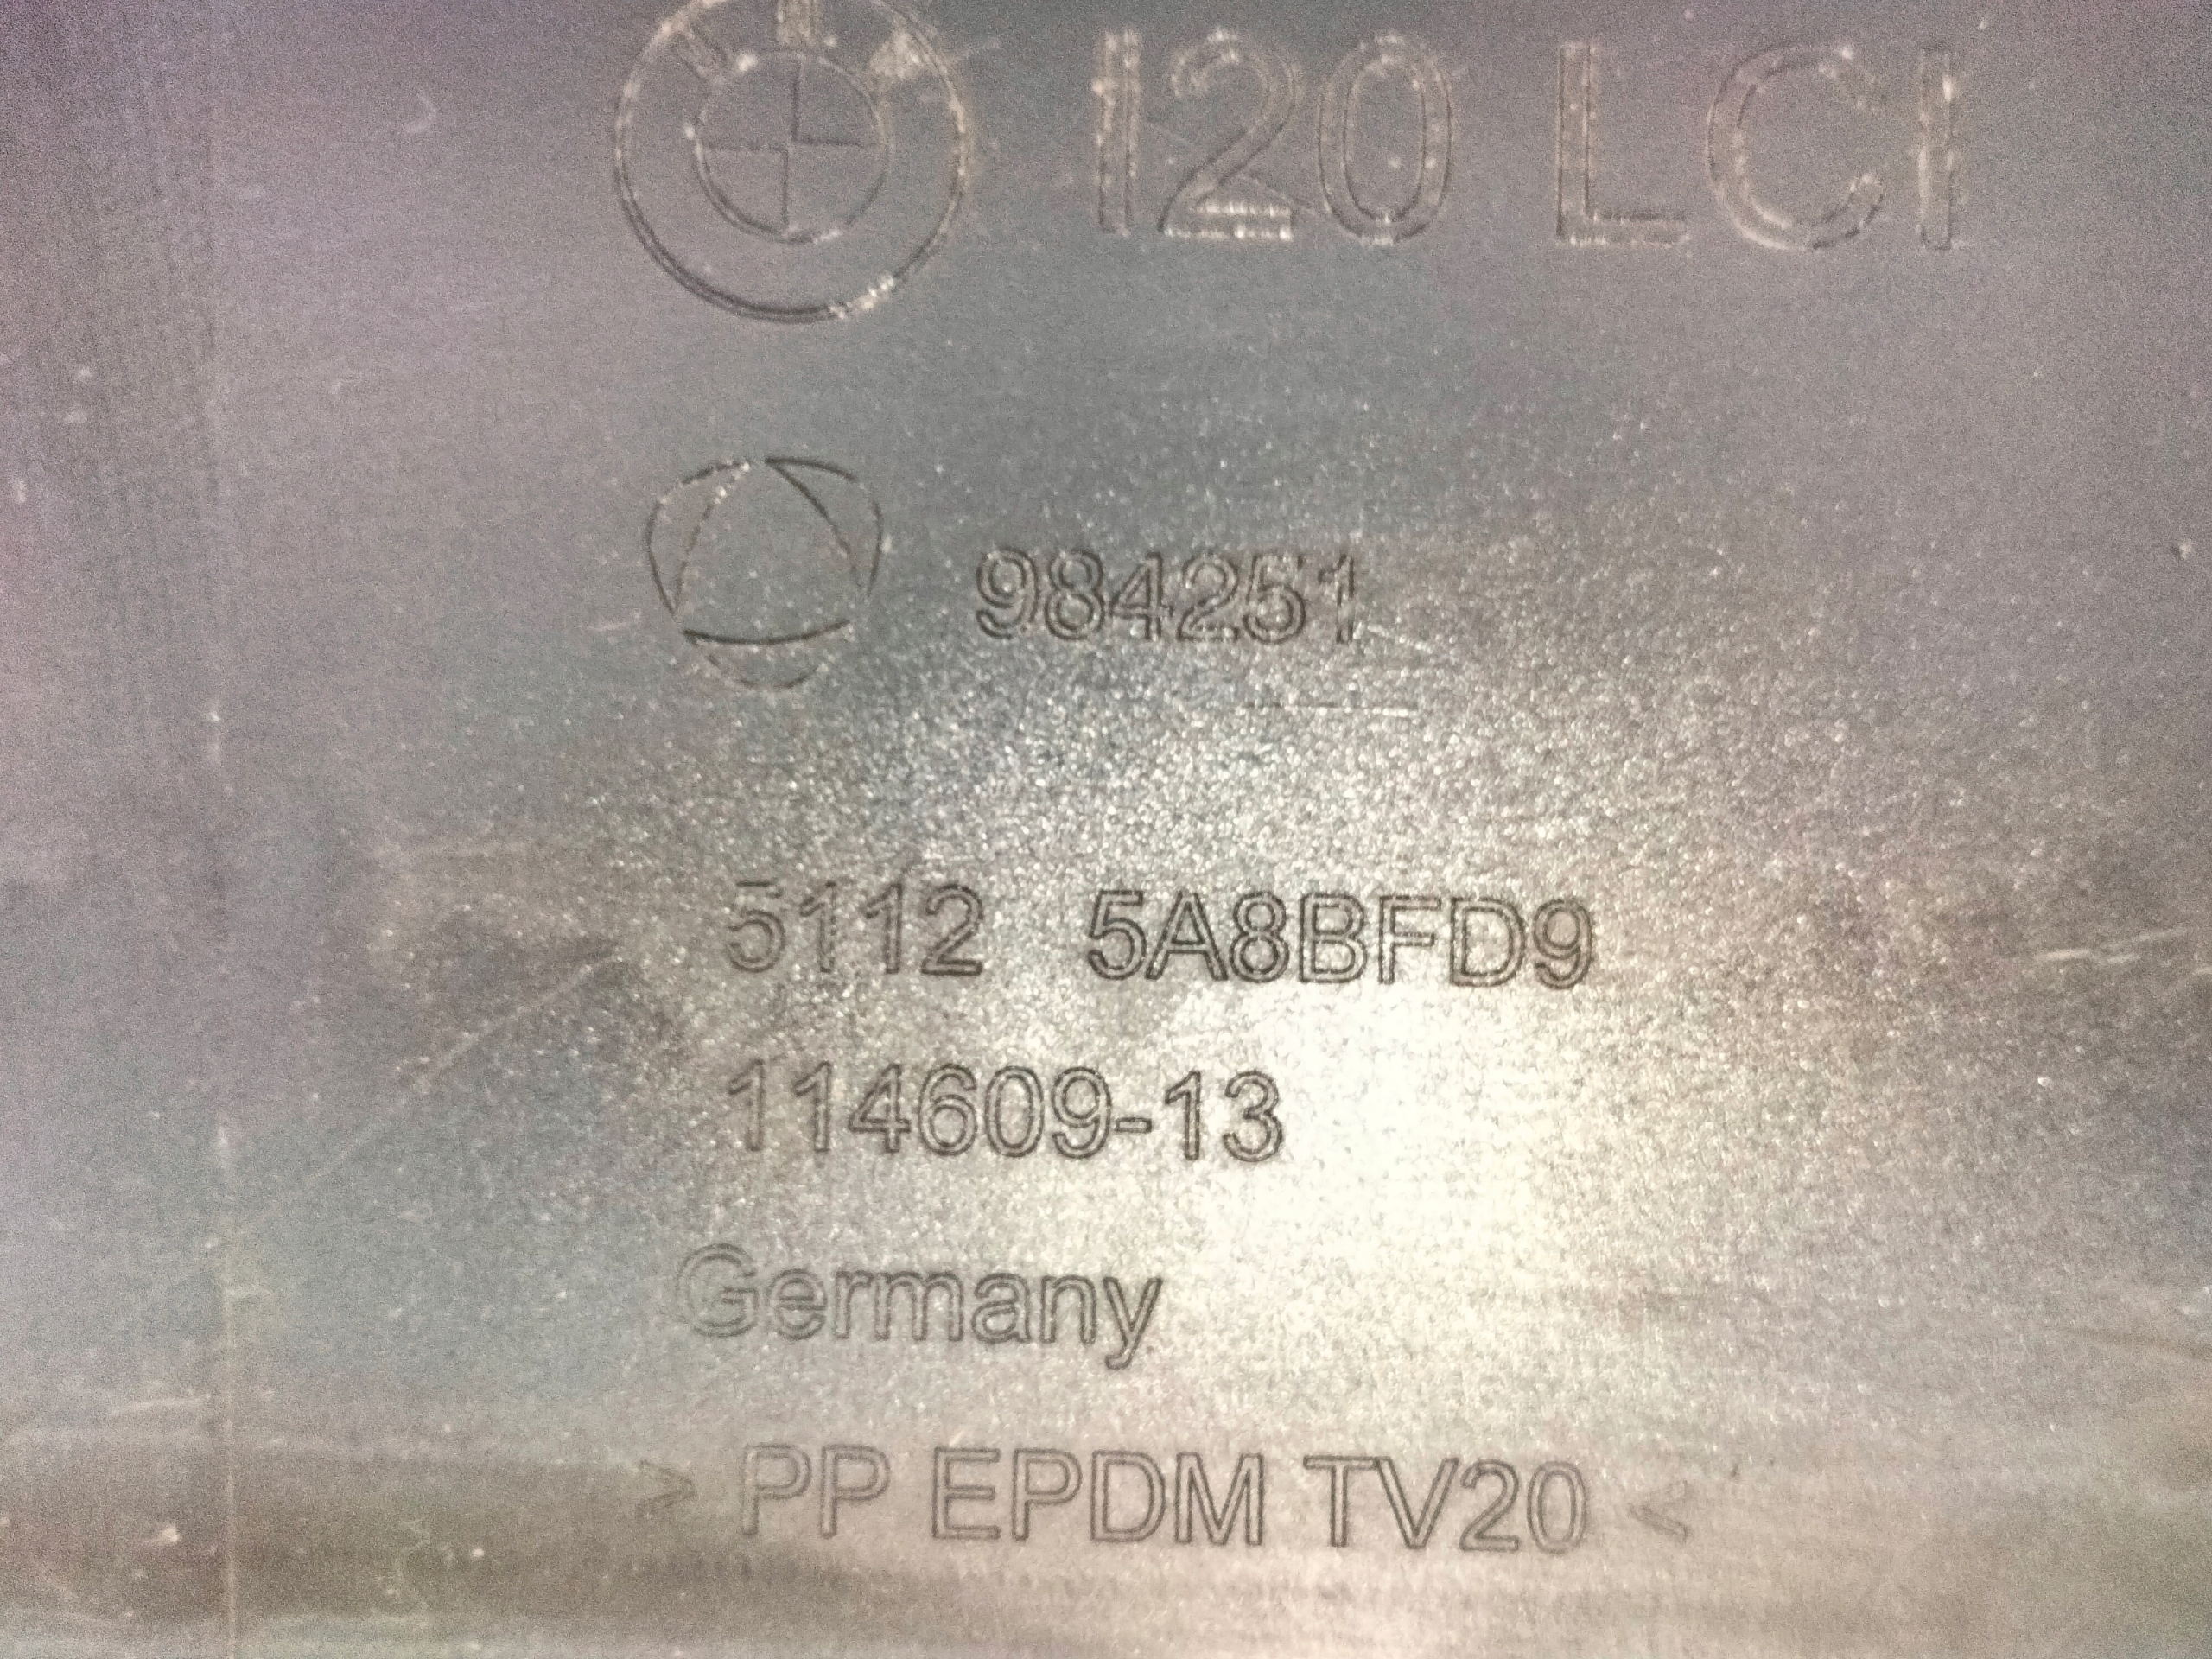 I20 LCI
984251
5112 5A8BFD9
114609-13
Germany
> PP EPDM TV20 <